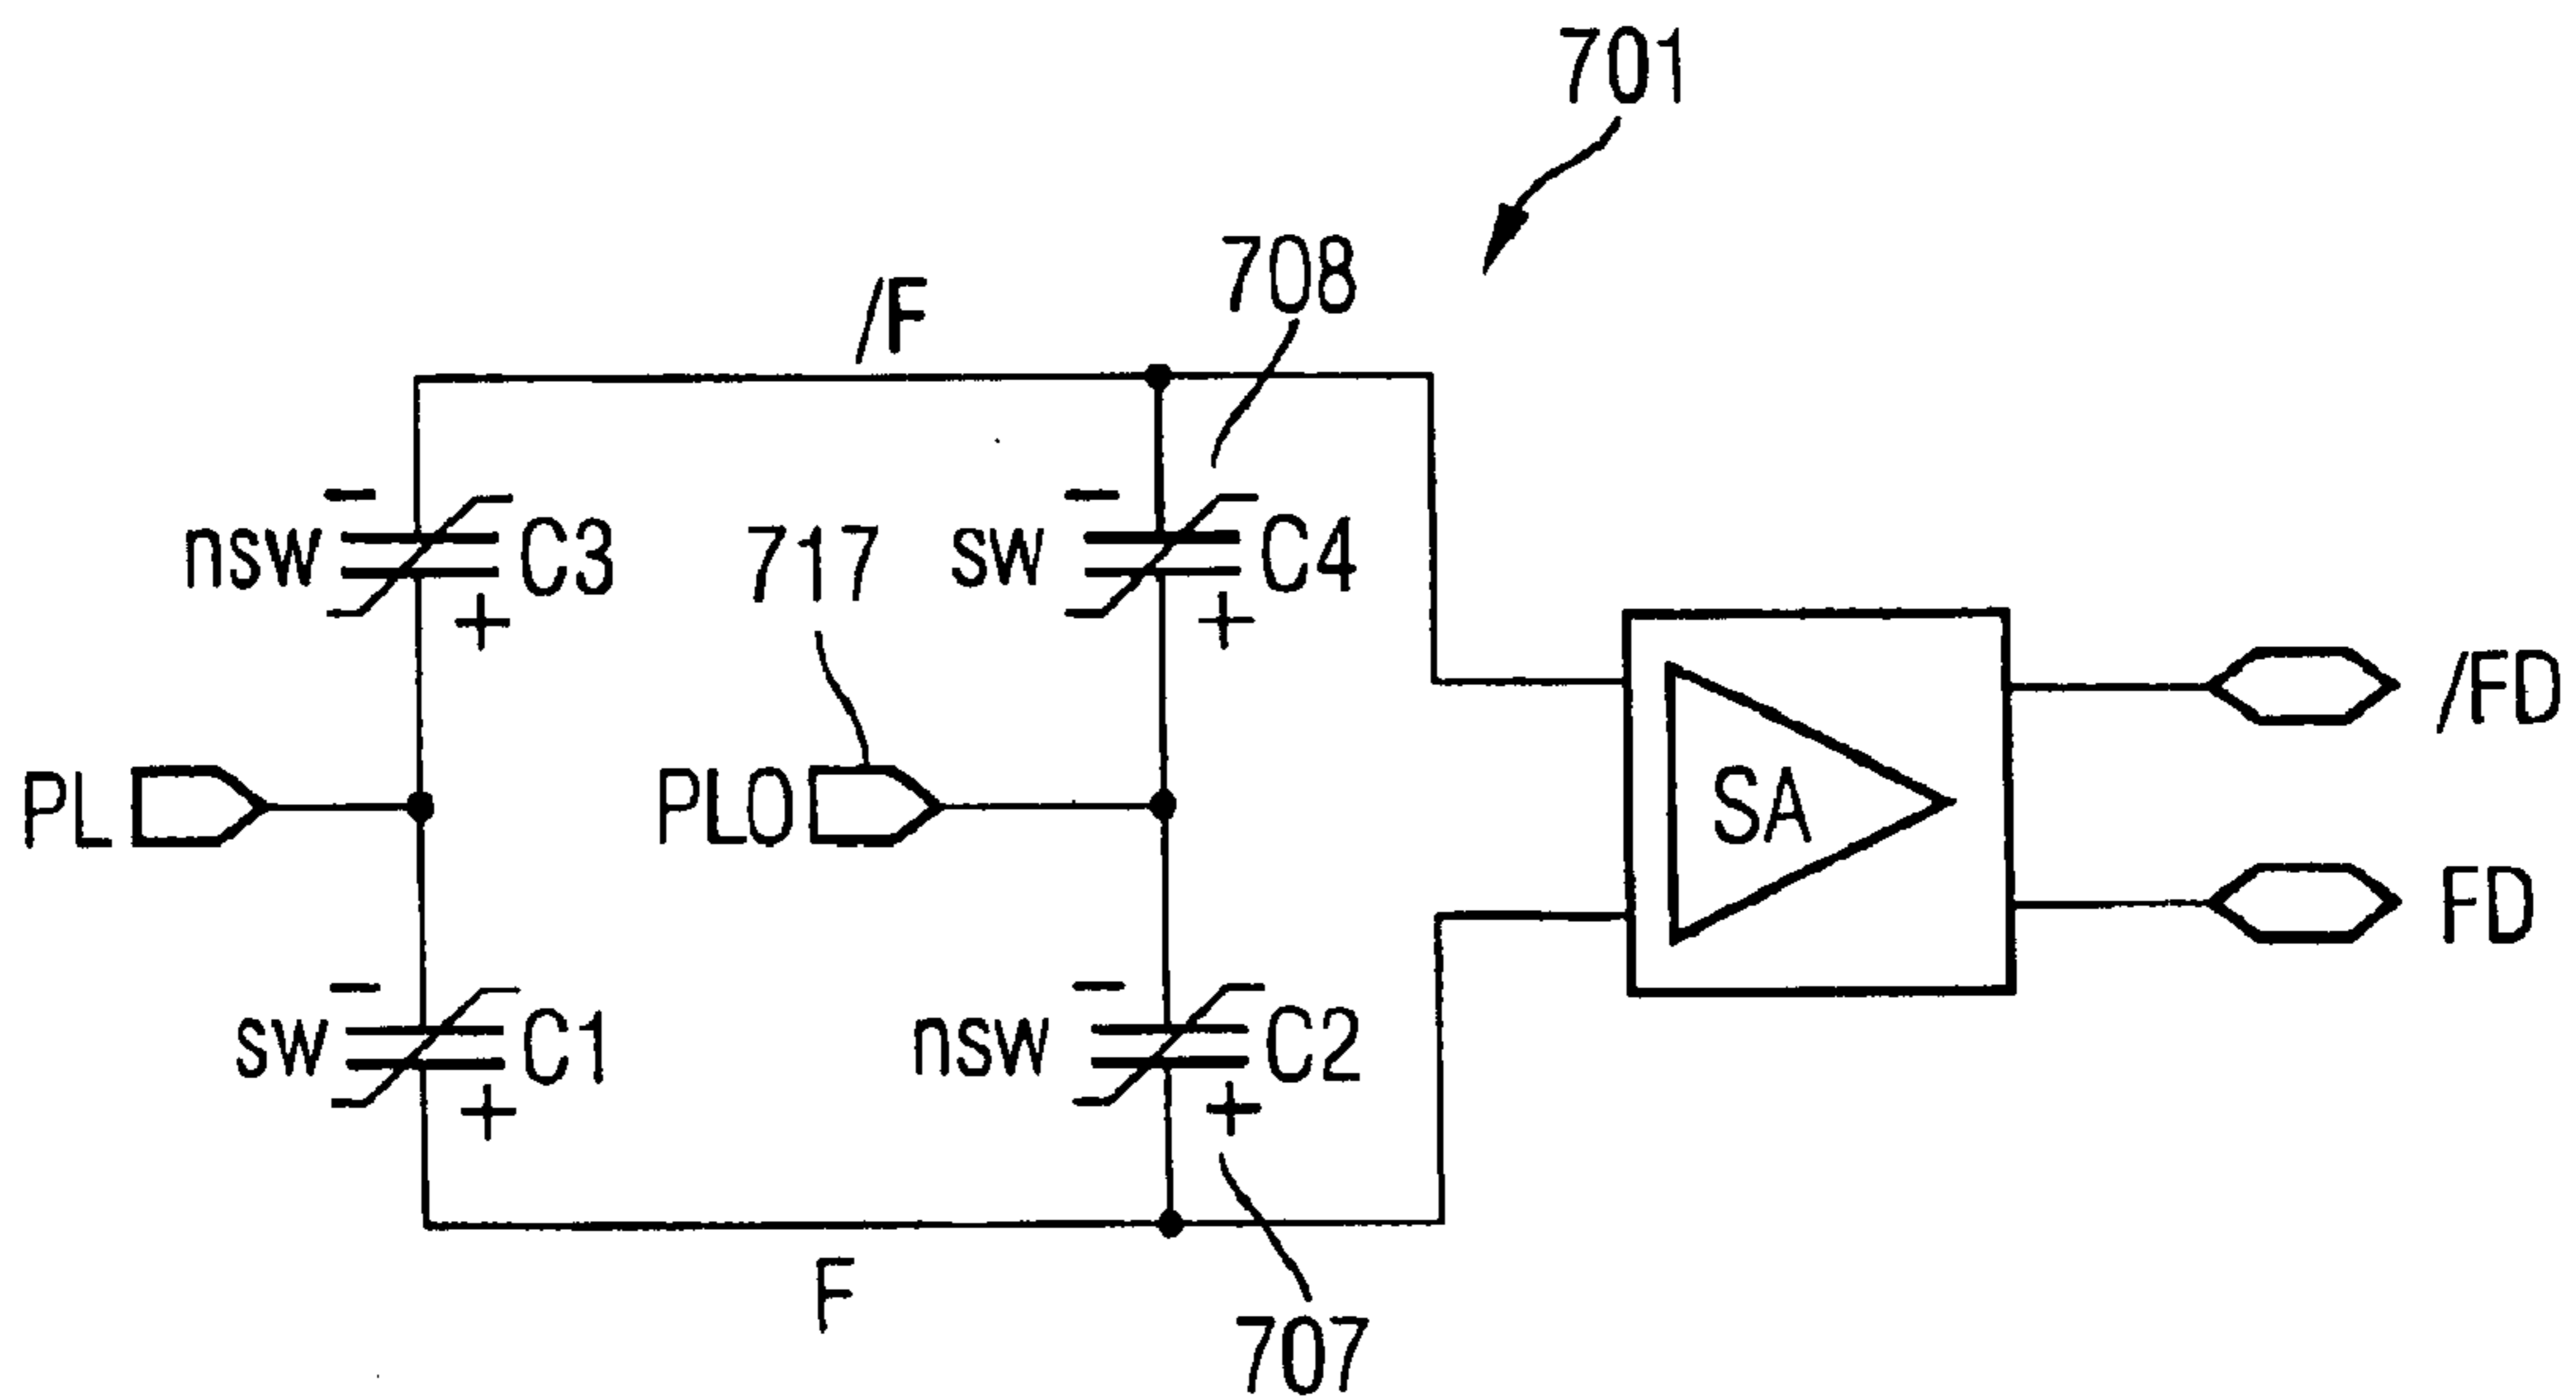 701
708
/F
-
-
nsw
C3
717
sw
C4
+
+
PL
PLO
SA
/FD
FD
-
-
sw
C1
nsw
C2
+
+
F
707